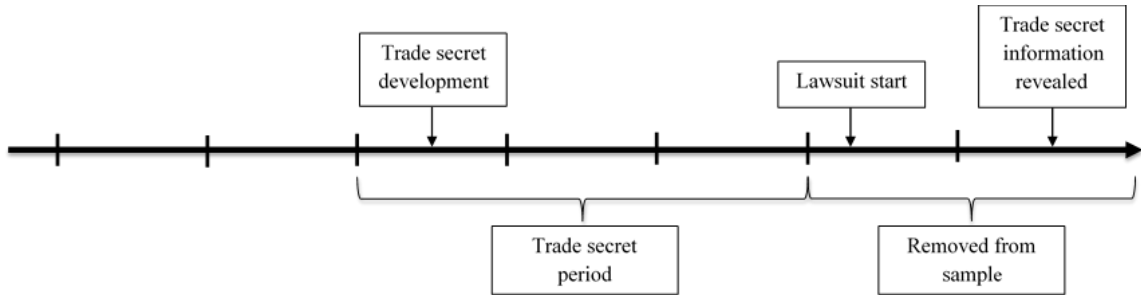 Trade secret
development
Lawsuit start
Trade secret
information
revealed
Trade secret
period
Removed from
sample